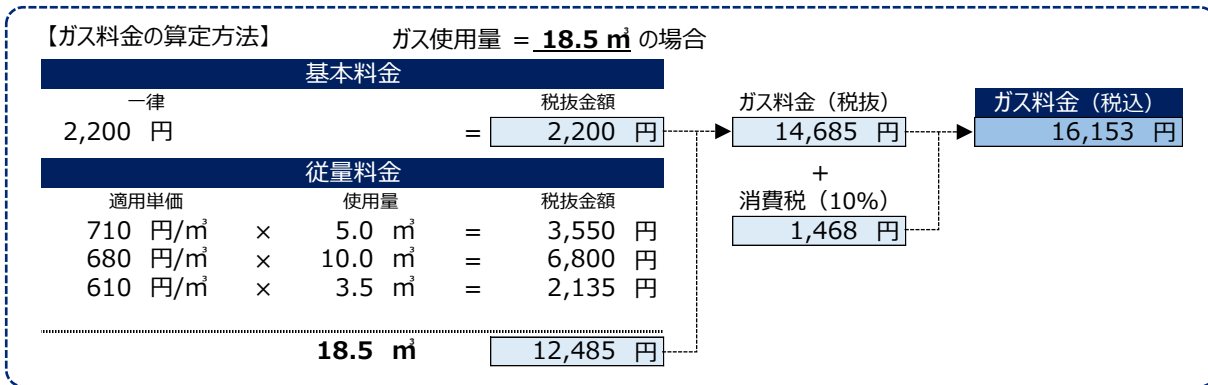 【ガス料金の算定方法】 ガス使用量 = 18.5 ㎥ の場合
基本料金
一律 税抜金額
2,200 円 = 2,200 円
従量料金
適用単価 使用量 税抜金額
710 円/㎥ × 5.0 ㎥ = 3,550 円
680 円/㎥ × 10.0 ㎥ = 6,800 円
610 円/㎥ × 3.5 ㎥ = 2,135 円
18.5 ㎥ 12,485 円
ガス料金（税抜）
14,685 円
+
消費税（10%）
1,468 円
ガス料金（税込）
16,153 円